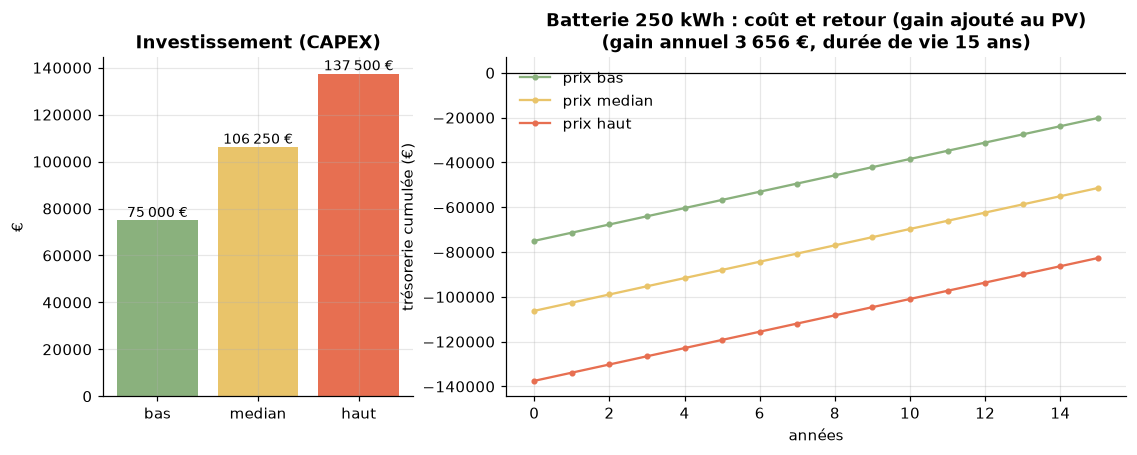 Investissement (CAPEX)
€
140000
120000
100000
80000
60000
40000
20000
0
75 000 €
106 250 €
137 500 €
bas
median
haut
Batterie 250 kWh : coût et retour (gain ajouté au PV)
(gain annuel 3 656 €, durée de vie 15 ans)
trésorerie cumulée (€)
0
−20000
−40000
−60000
−80000
−100000
−120000
−140000
prix bas
prix median
prix haut
0 2 4 6 8 10 12 14
années